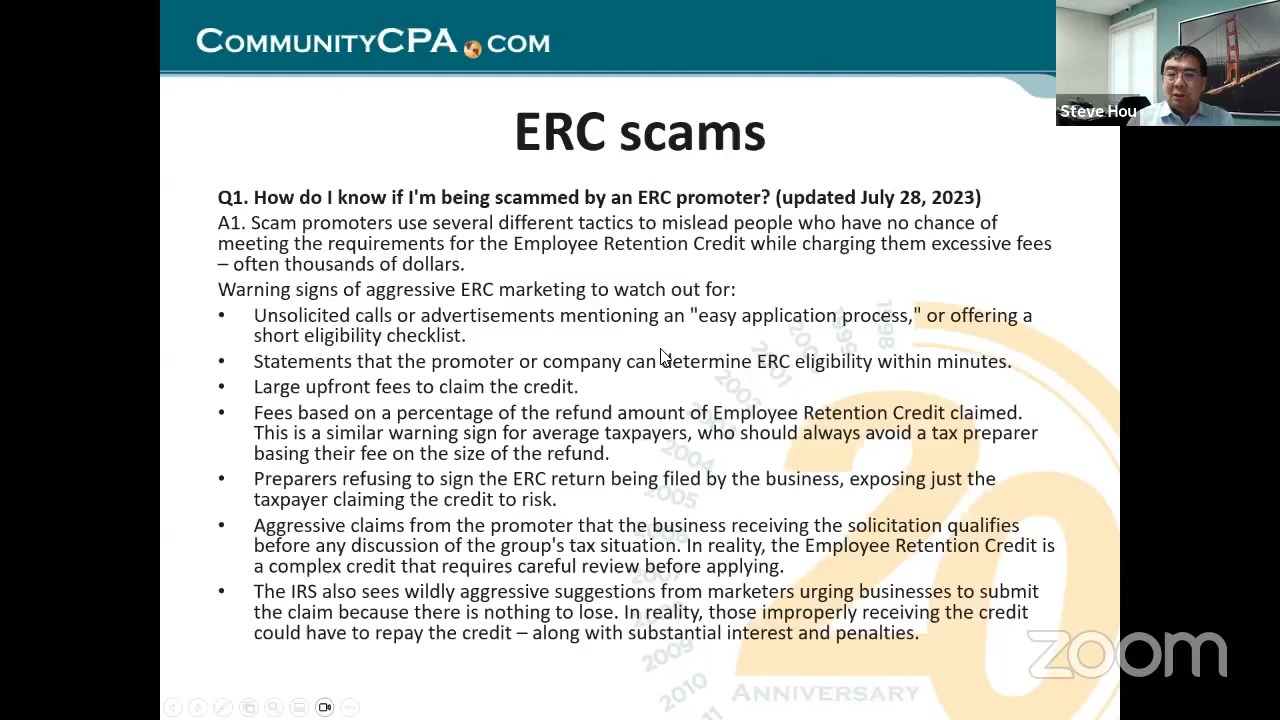 COMMUNITYCPA.COM
Steve Hou
ERC scams
Q1. How do I know if I'm being scammed by an ERC promoter? (updated July 28, 2023)
A1. Scam promoters use several different tactics to mislead people who have no chance of
meeting the requirements for the Employee Retention Credit while charging them excessive fees
– often thousands of dollars.
Warning signs of aggressive ERC marketing to watch out for:
• Unsolicited calls or advertisements mentioning an "easy application process," or offering a
short eligibility checklist.
• Statements that the promoter or company can determine ERC eligibility within minutes.
• Large upfront fees to claim the credit.
• Fees based on a percentage of the refund amount of Employee Retention Credit claimed.
This is a similar warning sign for average taxpayers, who should always avoid a tax preparer
basing their fee on the size of the refund.
• Preparers refusing to sign the ERC return being filed by the business, exposing just the
taxpayer claiming the credit to risk.
• Aggressive claims from the promoter that the business receiving the solicitation qualifies
before any discussion of the group's tax situation. In reality, the Employee Retention Credit is
a complex credit that requires careful review before applying.
• The IRS also sees wildly aggressive suggestions from marketers urging businesses to submit
the claim because there is nothing to lose. In reality, those improperly receiving the credit
could have to repay the credit – along with substantial interest and penalties.
1998
2004
2005
2009
2010
20
ANNIVERSARY
zoom